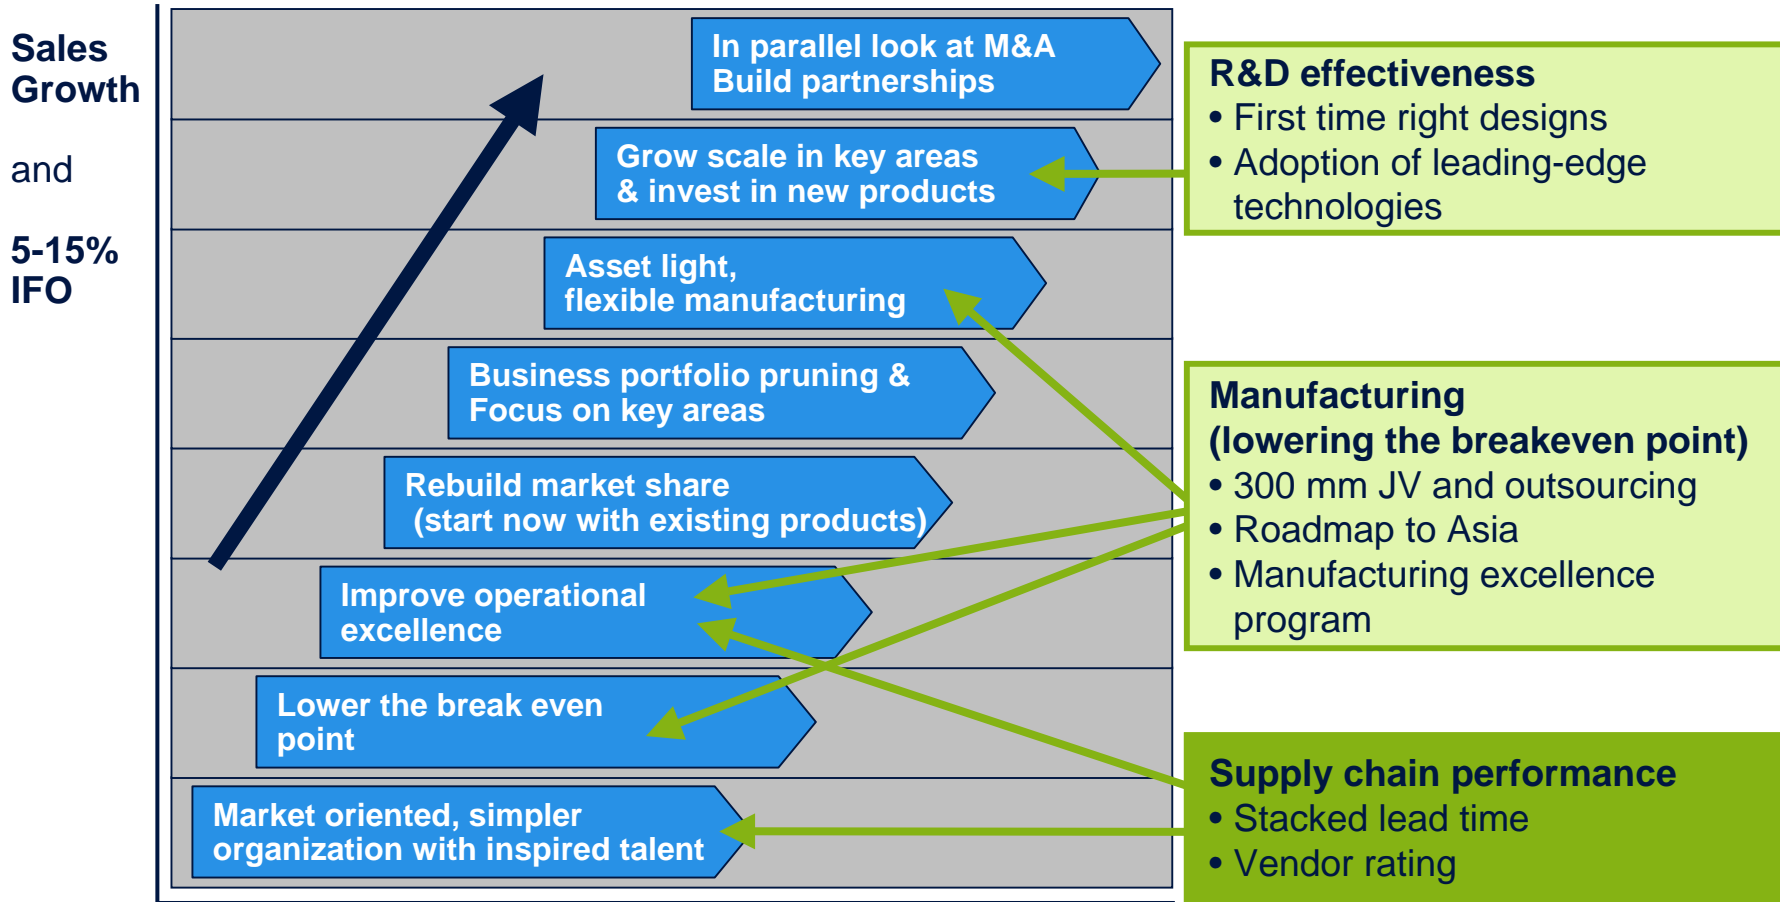 Sales
Growth
and
5-15%
IFO
In parallel look at M&A
Build partnerships
Grow scale in key areas
& invest in new products
Asset light,
flexible manufacturing
Business portfolio pruning &
Focus on key areas
Rebuild market share
(start now with existing products)
Improve operational
excellence
Lower the break even
point
Market oriented, simpler
organization with inspired talent
R&D effectiveness
• First time right designs
• Adoption of leading-edge
technologies
Manufacturing
(lowering the breakeven point)
• 300 mm JV and outsourcing
• Roadmap to Asia
• Manufacturing excellence
program
Supply chain performance
• Stacked lead time
• Vendor rating